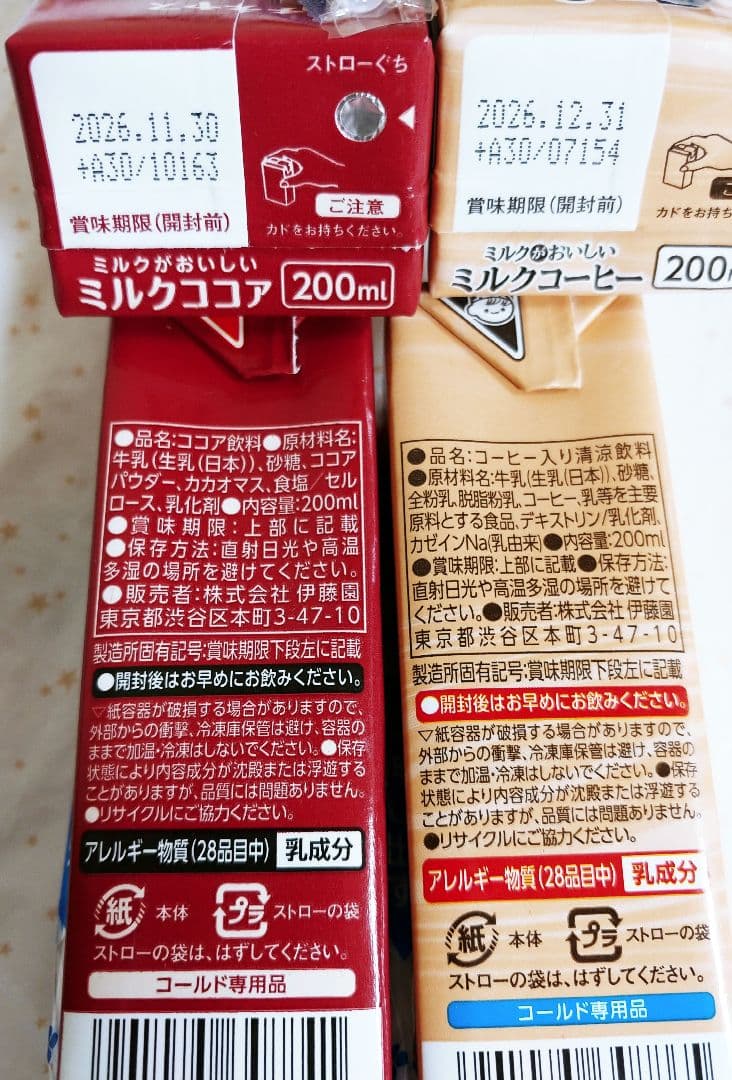 ストローぐち
2026.11.30
+A30/10163
賞味期限(開封前)
ご注意
カドをお持ちください。
ミルクがおいしい
ミルクココア
200ml
●品名:ココア飲料●原材料名:
牛乳(生乳(日本))、砂糖、ココア
パウダー、カカオマス、食塩/セル
ロース、乳化剤●内容量:200ml
●賞味期限:上部に記載
●保存方法:直射日光や高温
多湿の場所を避けてください。
●販売者:株式会社 伊藤園
東京都渋谷区本町3-47-10
製造所固有記号:賞味期限下段左に記載
●開封後はお早めにお飲みください。
▽紙容器が破損する場合がありますので、
外部からの衝撃、冷凍庫保管は避け、容器の
ままで加温・冷凍はしないでください。●保存
状態により内容成分が沈殿または浮遊する
ことがありますが、品質には問題ありません。
●リサイクルにご協力ください。
アレルギー物質(28品目中) 乳成分
紙 本体 プラ ストローの袋
ストローの袋は、はずしてください。
コールド専用品
2026.12.31
+A30/07154
賞味期限(開封前)
カドをお持ち
ミルクがおいしい
ミルクコーヒー
200m
●品名:コーヒー入り清涼飲料
●原材料名:牛乳(生乳(日本))、砂糖、
全粉乳、脱脂粉乳、コーヒー、乳等を主要
原料とする食品、デキストリン/乳化剤、
カゼインNa(乳由来)●内容量:200ml
●賞味期限:上部に記載●保存方法:
直射日光や高温多湿の場所を避けて
ください。●販売者:株式会社 伊藤園
東京都渋谷区本町3-47-10
製造所固有記号:賞味期限下段左に記載
●開封後はお早めにお飲みください。
▽紙容器が破損する場合がありますので、
外部からの衝撃、冷凍庫保管は避け、容器の
ままで加温・冷凍はしないでください。●保存
状態により内容成分が沈殿または浮遊する
ことがありますが、品質には問題ありません。
●リサイクルにご協力ください。
アレルギー物質(28品目中) 乳成分
紙 本体 プラ ストローの袋
ストローの袋は、はずしてください。
コールド専用品